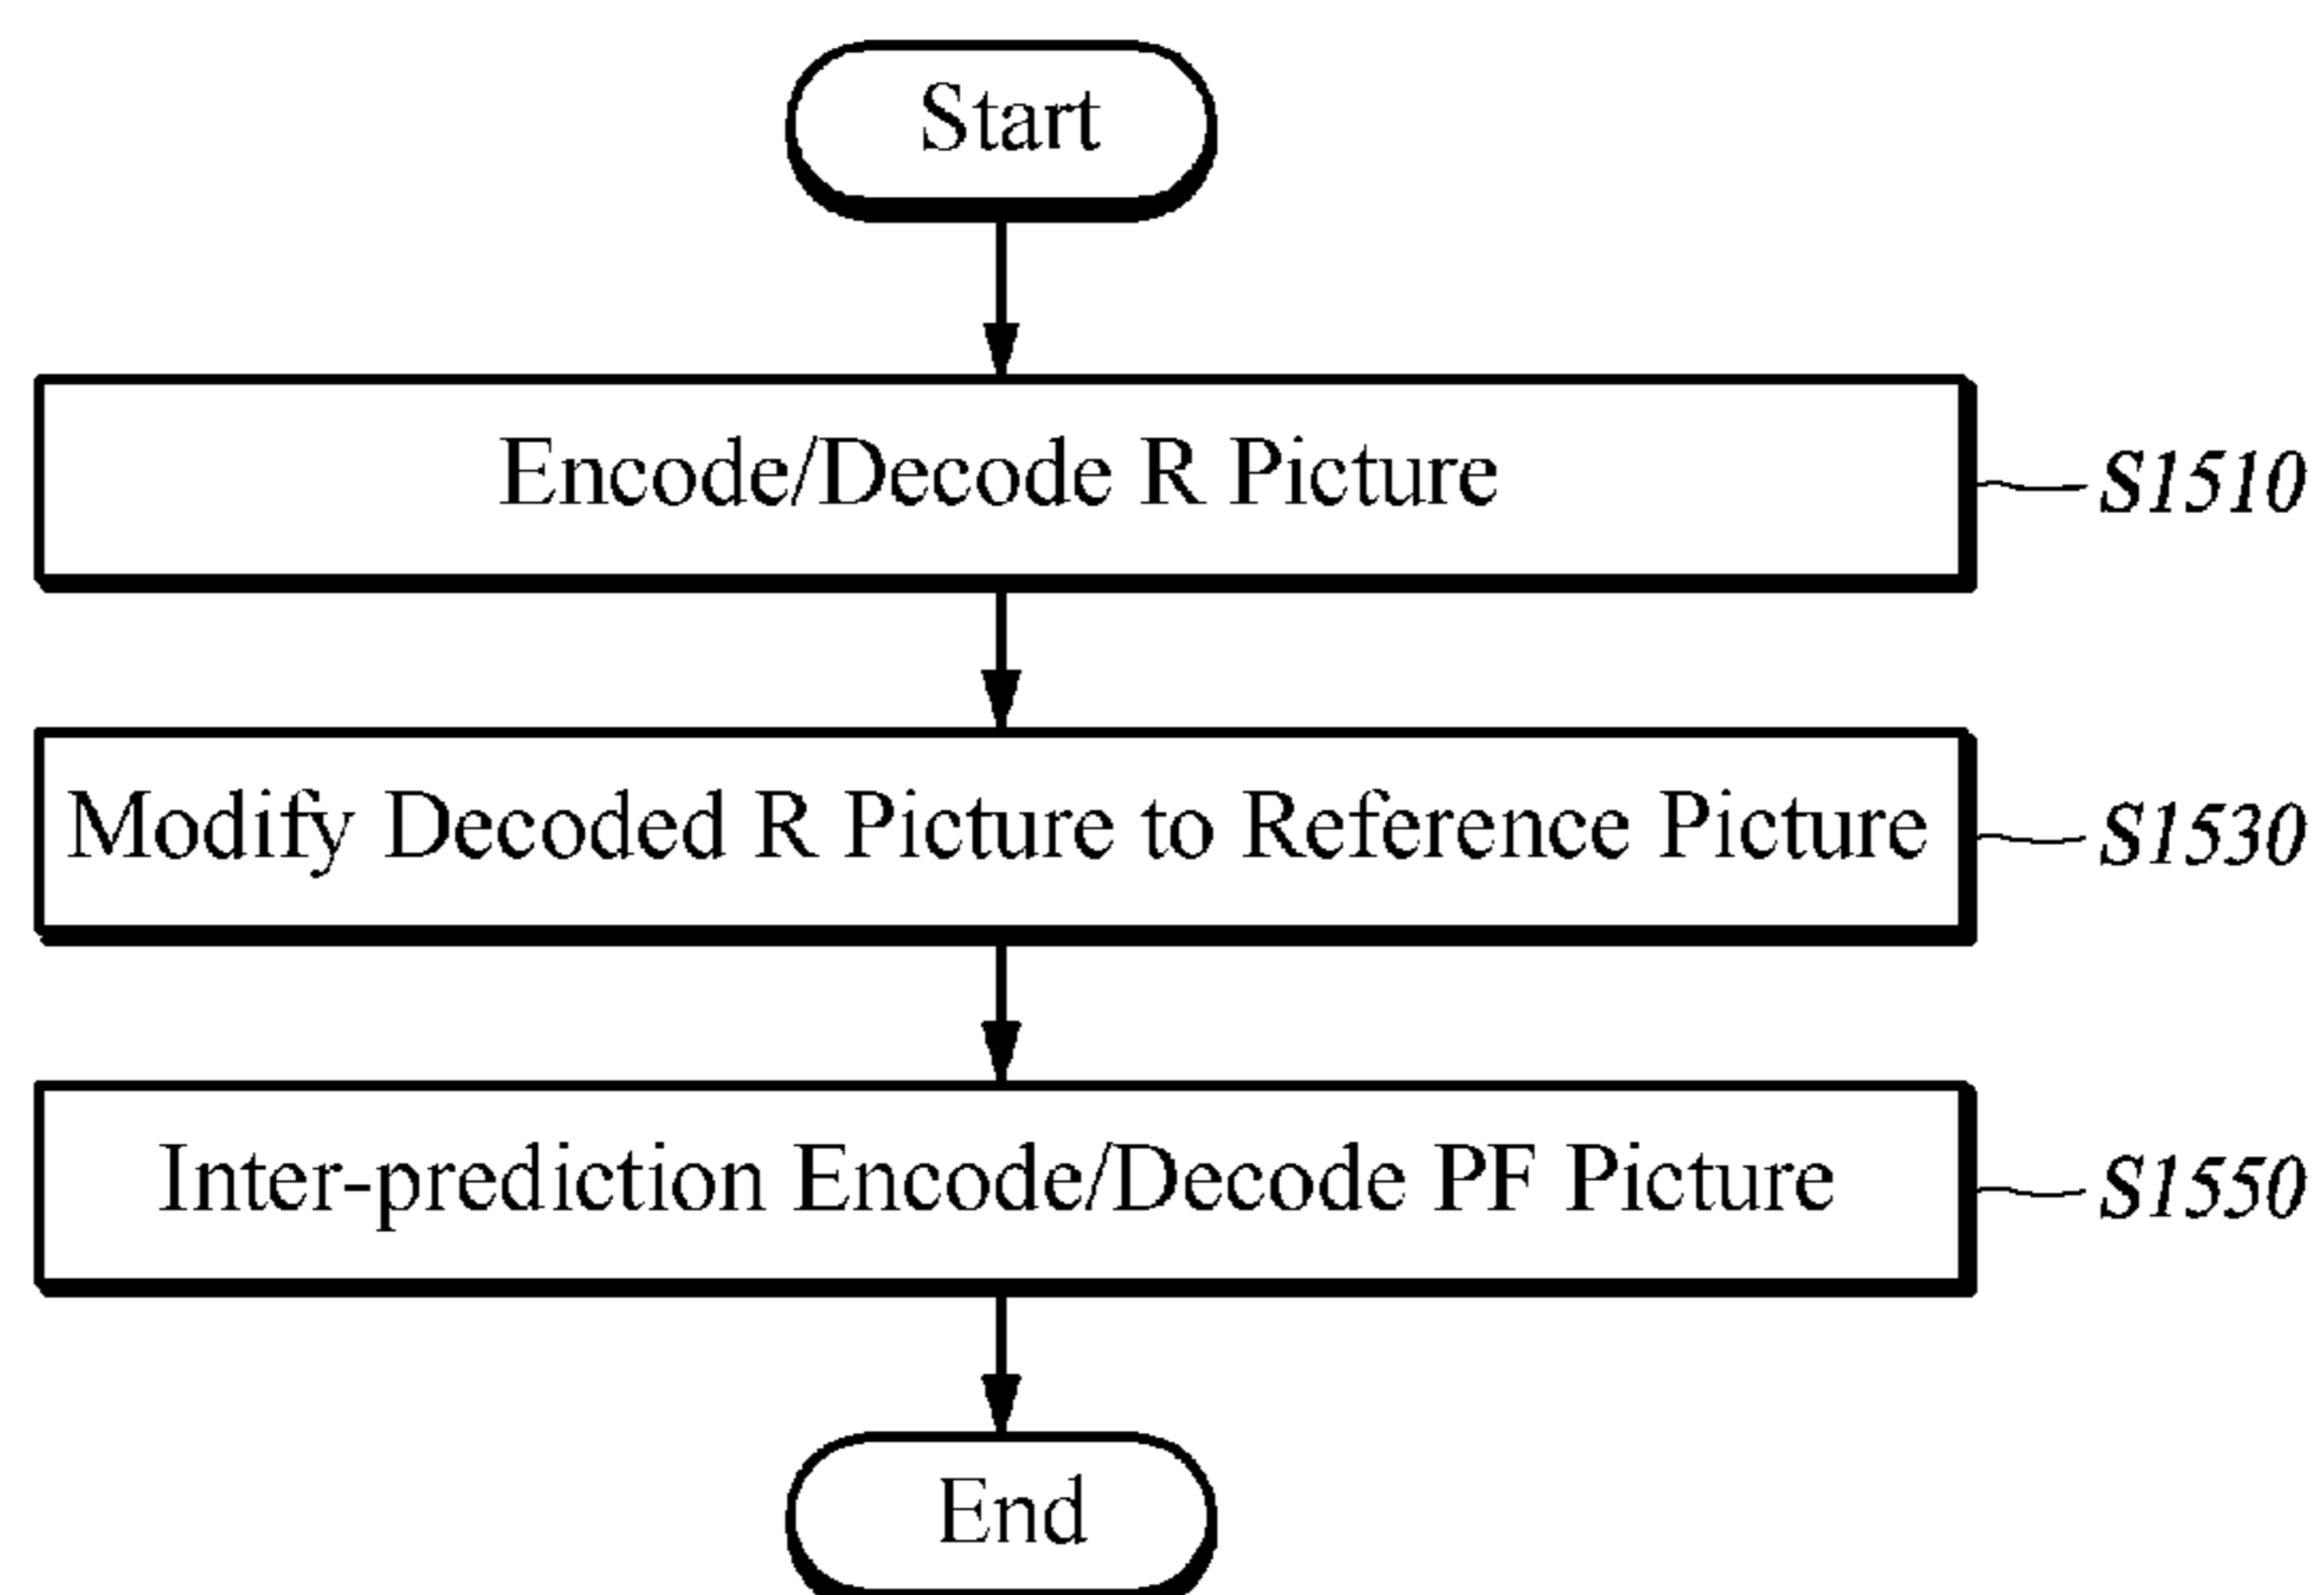 Start
Encode/Decode R Picture
S1510
Modify Decoded R Picture to Reference Picture
S1530
Inter-prediction Encode/Decode PF Picture
S1550
End